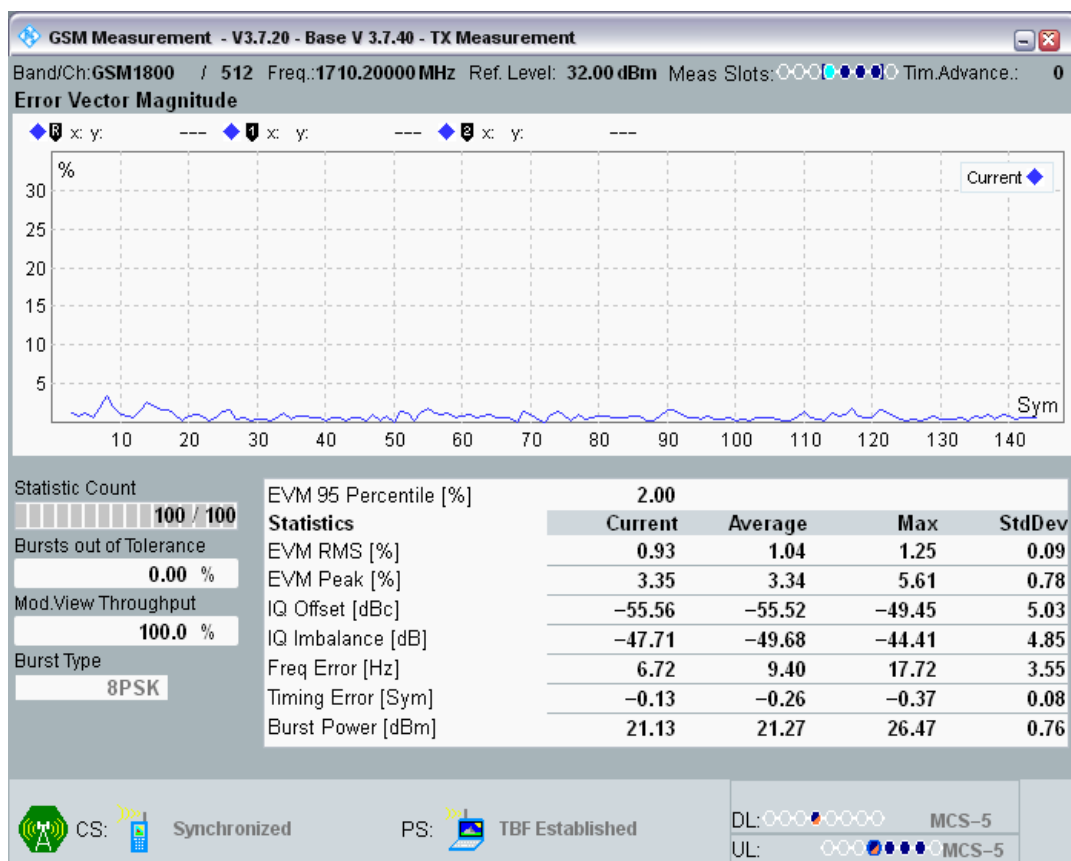 GSM Measurement - V3.7.20 - Base V 3.7.40 - TX Measurement
Band/Ch:GSM1800 / 512 Freq.:1710.20000 MHz Ref. Level: 32.00 dBm Meas Slots: Tim.Advance.: 0
Error Vector Magnitude
R x: y: --- 1 x: y: --- 2 x: y: ---
%
Current
30
25
20
15
10
5
Sym
10 20 30 40 50 60 70 80 90 100 110 120 130 140
Statistic Count
100 / 100
Bursts out of Tolerance
0.00 %
Mod.View Throughput
100.0 %
Burst Type
8PSK
EVM 95 Percentile [%] 2.00
Statistics Current Average Max StdDev
EVM RMS [%] 0.93 1.04 1.25 0.09
EVM Peak [%] 3.35 3.34 5.61 0.78
IQ Offset [dBc] −55.56 −55.52 −49.45 5.03
IQ Imbalance [dB] −47.71 −49.68 −44.41 4.85
Freq Error [Hz] 6.72 9.40 17.72 3.55
Timing Error [Sym] −0.13 −0.26 −0.37 0.08
Burst Power [dBm] 21.13 21.27 26.47 0.76
CS: Synchronized PS: TBF Established
DL: MCS−5
UL: MCS−5